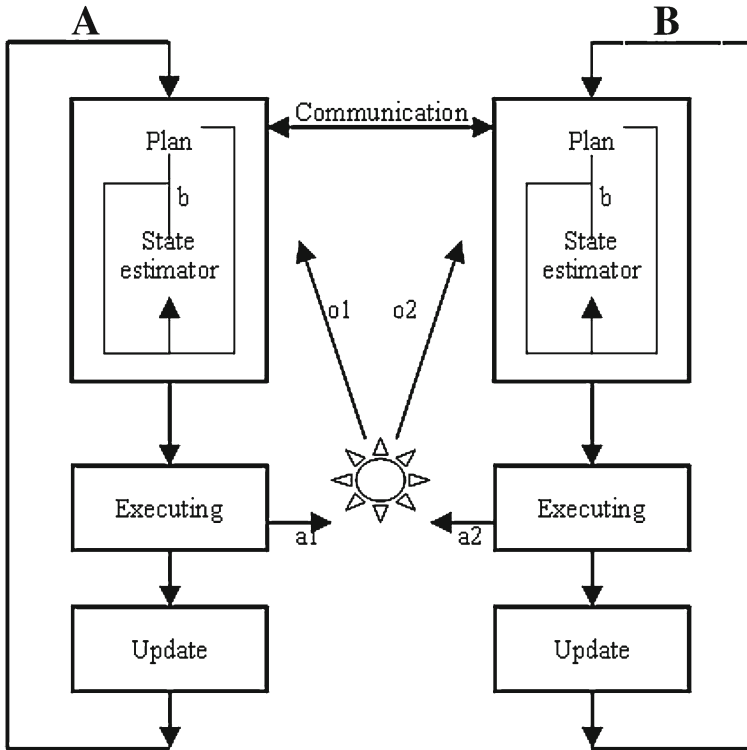 A
B
Communication
Plan
b
State
estimator
Plan
b
State
estimator
o1
o2
Executing
a1
a2
Executing
Update
Update